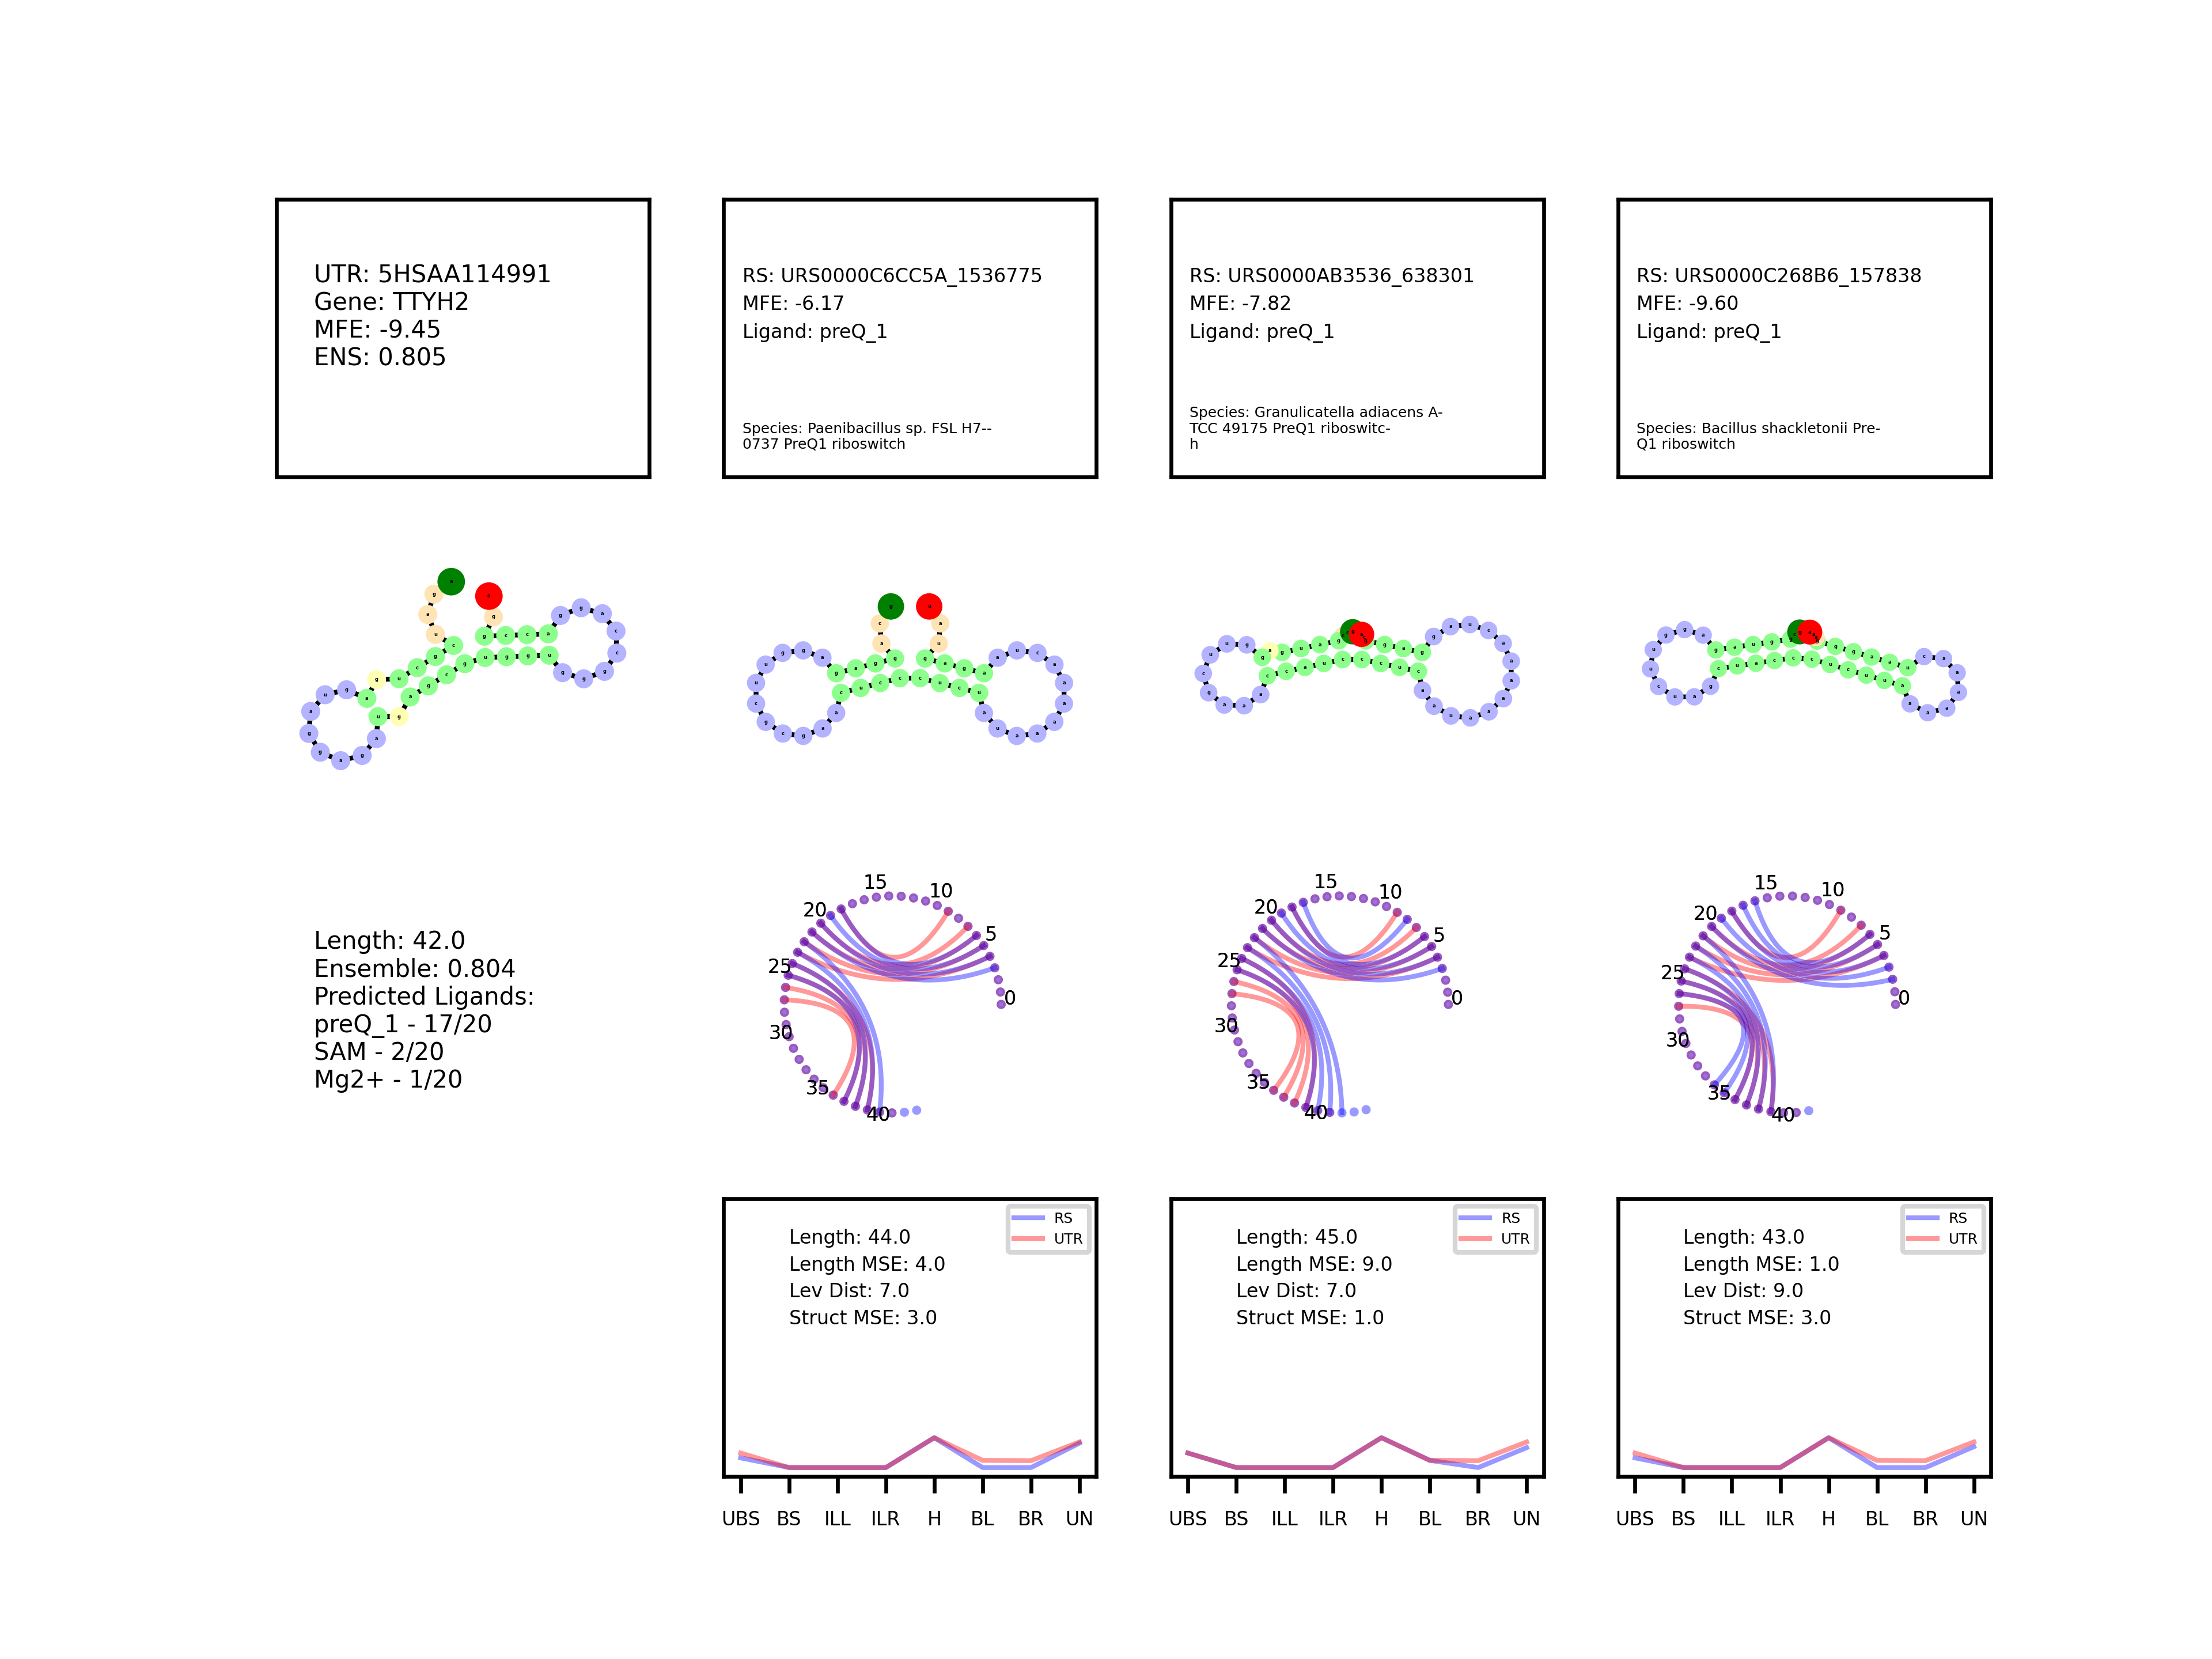 UTR: 5HSAA114991
Gene: TTYH2
MFE: -9.45
ENS: 0.805
RS: URS0000C6CC5A_1536775
MFE: -6.17
Ligand: preQ_1
Species: Paenibacillus sp. FSL H7--
0737 PreQ1 riboswitch
RS: URS0000AB3536_638301
MFE: -7.82
Ligand: preQ_1
Species: Granulicatella adiacens A-
TCC 49175 PreQ1 riboswitc-
h
RS: URS0000C268B6_157838
MFE: -9.60
Ligand: preQ_1
Species: Bacillus shackletonii Pre-
Q1 riboswitch
Length: 42.0
Ensemble: 0.804
Predicted Ligands:
preQ_1 - 17/20
SAM - 2/20
Mg2+ - 1/20
0
5
10
15
20
25
30
35
40
0
5
10
15
20
25
30
35
40
0
5
10
15
20
25
30
35
40
RS
UTR
Length: 44.0
Length MSE: 4.0
Lev Dist: 7.0
Struct MSE: 3.0
UBS BS ILL ILR H BL BR UN
RS
UTR
Length: 45.0
Length MSE: 9.0
Lev Dist: 7.0
Struct MSE: 1.0
UBS BS ILL ILR H BL BR UN
RS
UTR
Length: 43.0
Length MSE: 1.0
Lev Dist: 9.0
Struct MSE: 3.0
UBS BS ILL ILR H BL BR UN